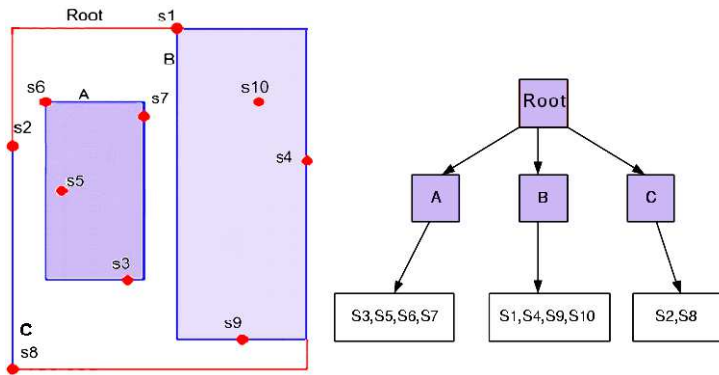 Root
s1
B
s6
A
s7
s10
s2
s4
s5
s3
s9
C
s8
Root
A
B
C
S3,S5,S6,S7
S1,S4,S9,S10
S2,S8